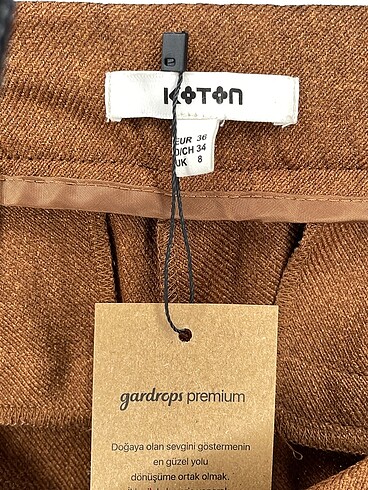 KOTON
EUR 36
D/CH 34
UK 8
gardrops premium
Doğaya olan sevgini göstermenin
en güzel yolu
dönüşüme ortak olmak.